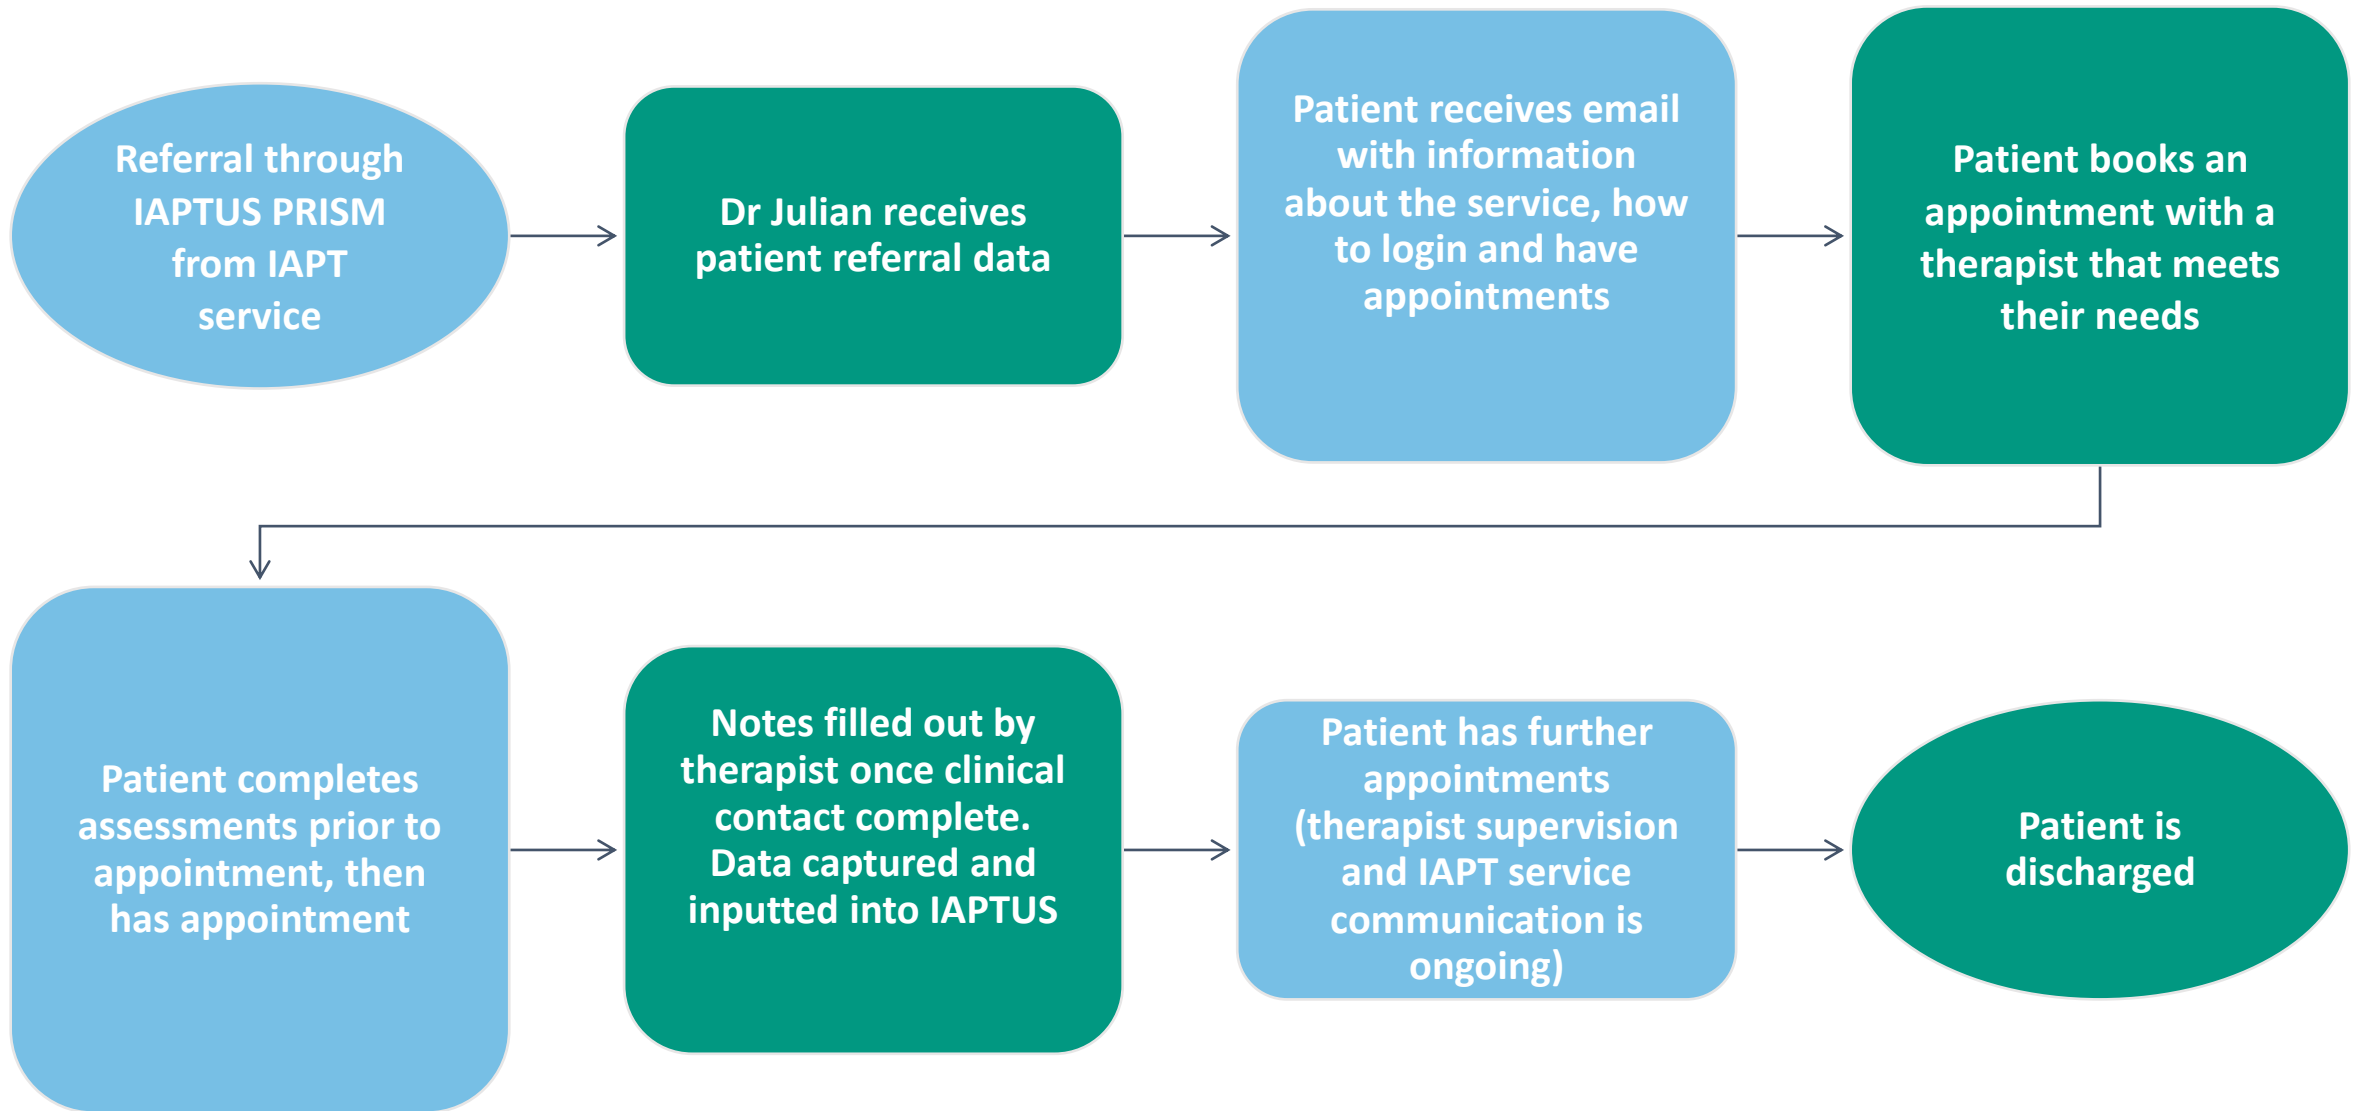 Referral through
IAPTUS PRISM
from IAPT
service
Dr Julian receives
patient referral data
Patient receives email
with information
about the service, how
to login and have
appointments
Patient books an
appointment with a
therapist that meets
their needs
Patient completes
assessments prior to
appointment, then
has appointment
Notes filled out by
therapist once clinical
contact complete.
Data captured and
inputted into IAPTUS
Patient has further
appointments
(therapist supervision
and IAPT service
communication is
ongoing)
Patient is
discharged